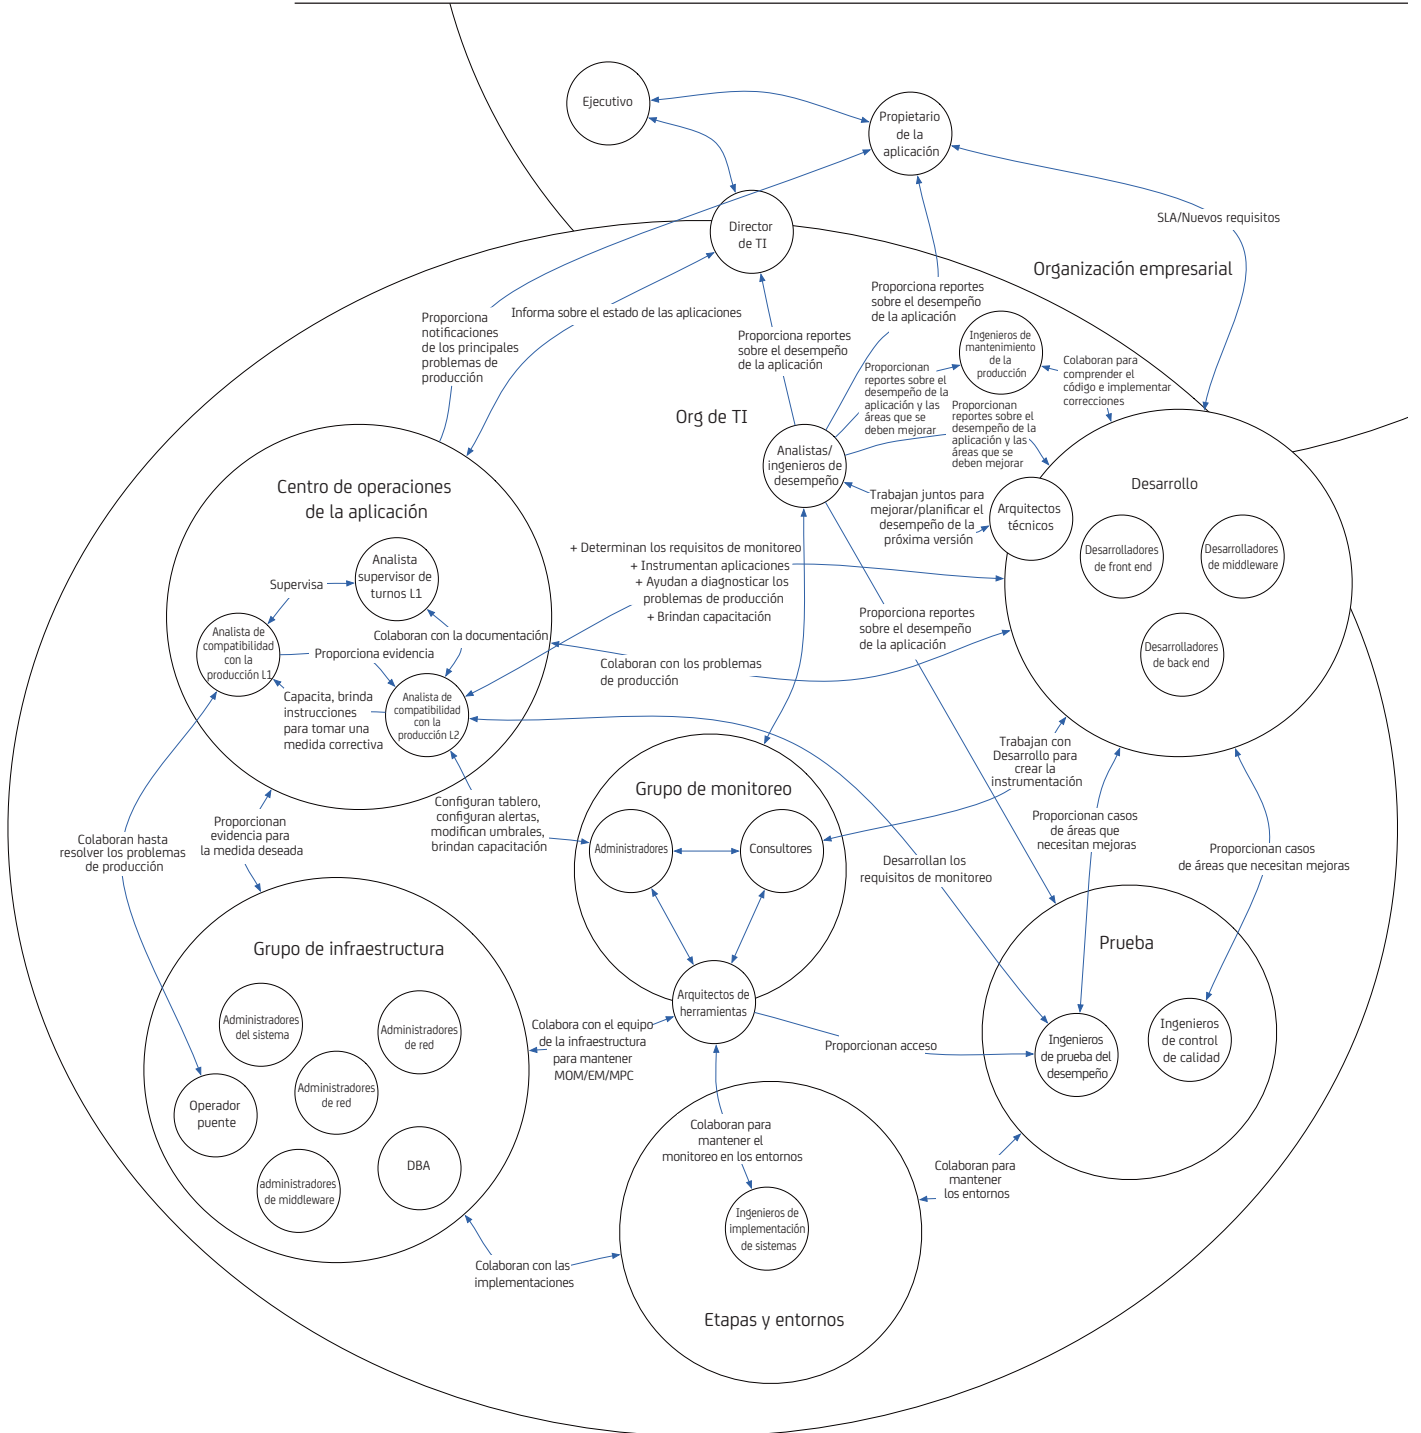 Ejecutivo
Propietario
de la
aplicación
SLA/Nuevos requisitos
Director
de TI
Organización empresarial
Proporciona
notificaciones
de los principales
problemas de
producción
Informa sobre el estado de las aplicaciones
Proporciona reportes
sobre el desempeño
de la aplicación
Proporciona reportes
sobre el desempeño
de la aplicación
Ingenieros de
mantenimiento
de la
producción
Colaboran para
comprender el
código e implementar
correcciones
Proporcionan
reportes sobre el
desempeño de la
aplicación y las
áreas que se
deben mejorar
Proporcionan
reportes sobre el
desempeño de la
aplicación y las
áreas que se
deben mejorar
Org de TI
Analistas/
ingenieros de
desempeño
Trabajan juntos para
mejorar/planificar el
desempeño de la
próxima versión
Arquitectos
técnicos
Desarrollo
Desarrolladores
de front end
Desarrolladores
de middleware
Desarrolladores
de back end
Centro de operaciones
de la aplicación
Analista
supervisor de
turnos L1
Supervisa
Analista de
compatibilidad
con la
producción L1
Colaboran con la documentación
Proporciona evidencia
Capacita, brinda
instrucciones
para tomar una
medida correctiva
Analista de
compatibilidad
con la
producción L2
+ Determinan los requisitos de monitoreo
+ Instrumentan aplicaciones
+ Ayudan a diagnosticar los
problemas de producción
+ Brindan capacitación
Proporciona reportes
sobre el desempeño
de la aplicación
Colaboran con los problemas
de producción
Trabajan con
Desarrollo para
crear la
instrumentación
Grupo de monitoreo
Administradores
Consultores
Configuran tablero,
configuran alertas,
modifican umbrales,
brindan capacitación
Proporcionan
evidencia para
la medida deseada
Colaboran hasta
resolver los problemas
de producción
Desarrollan los
requisitos de monitoreo
Proporcionan casos
de áreas que
necesitan mejoras
Proporcionan casos
de áreas que necesitan mejoras
Grupo de infraestructura
Administradores
del sistema
Administradores
de red
Administradores
de red
Operador
puente
DBA
administradores
de middleware
Arquitectos de
herramientas
Colabora con el equipo
de la infraestructura
para mantener
MOM/EM/MPC
Proporcionan acceso
Prueba
Ingenieros
de prueba del
desempeño
Ingenieros
de control
de calidad
Colaboran para
mantener el
monitoreo en los entornos
Colaboran para
mantener
los entornos
Ingenieros de
implementación
de sistemas
Colaboran con las
implementaciones
Etapas y entornos